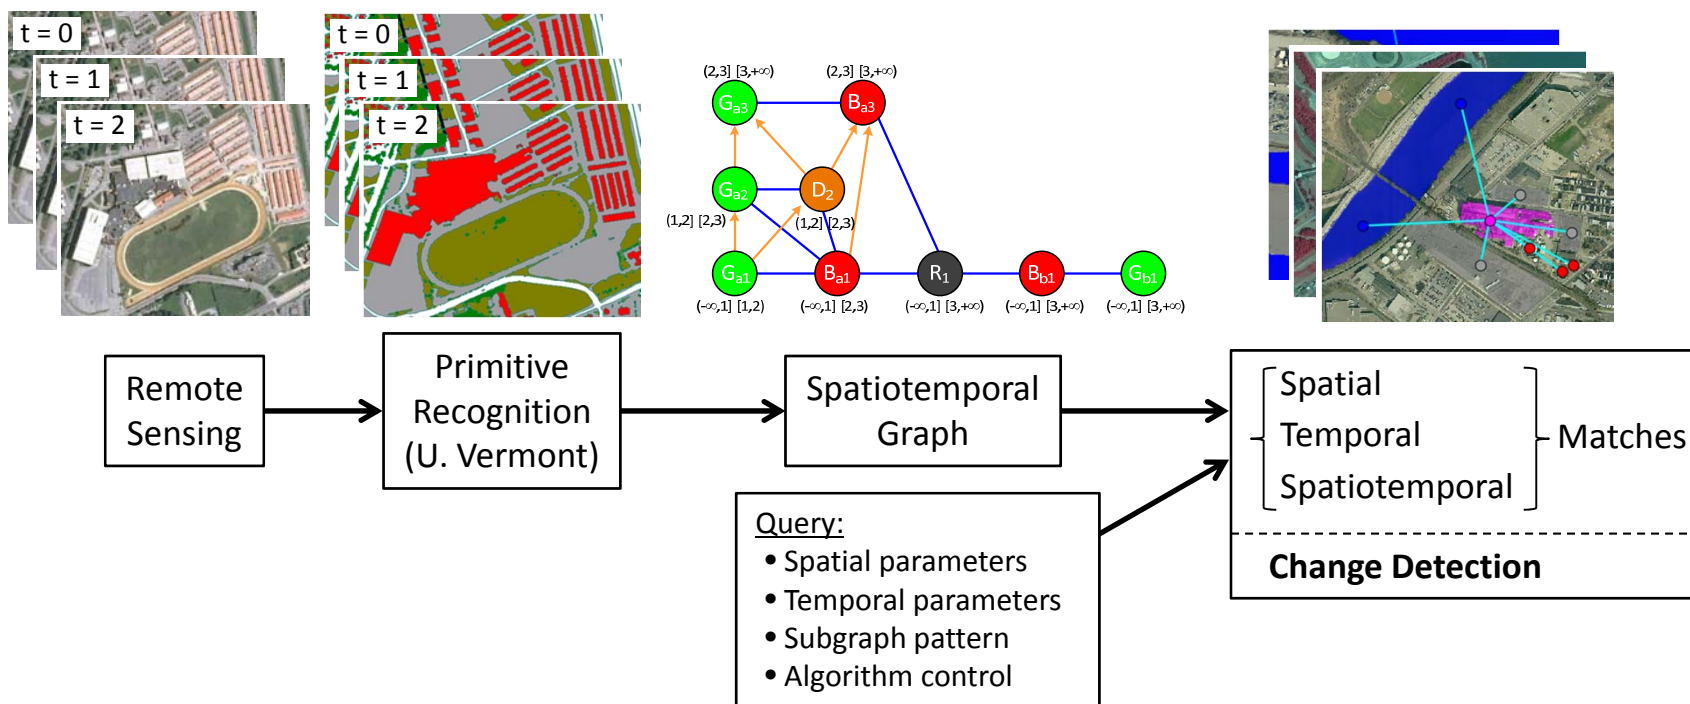 t = 0
t = 1
t = 2
t = 0
t = 1
t = 2
(2,3] [3,+∞)
(2,3] [3,+∞)
Ga3
Ba3
Ga2
D2
(1,2] [2,3)
(1,2] [2,3)
Ga1
Ba1
R1
Bb1
Gb1
(-∞,1] [1,2)
(-∞,1] [2,3)
(-∞,1] [3,+∞)
(-∞,1] [3,+∞)
(-∞,1] [3,+∞)
Remote
Sensing
Primitive
Recognition
(U. Vermont)
Spatiotemporal
Graph
Query:
• Spatial parameters
• Temporal parameters
• Subgraph pattern
• Algorithm control
Spatial
Temporal
Spatiotemporal
Matches
Change Detection